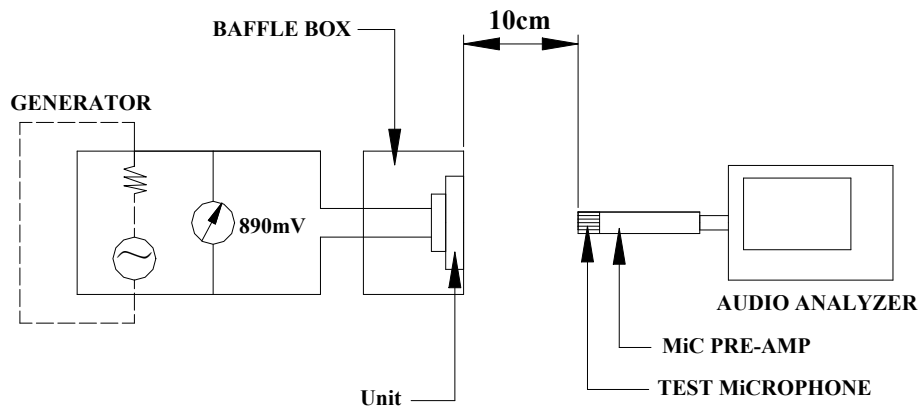 10cm
BAFFLE BOX
GENERATOR
890mV
AUDIO ANALYZER
MiC PRE-AMP
TEST MiCROPHONE
Unit